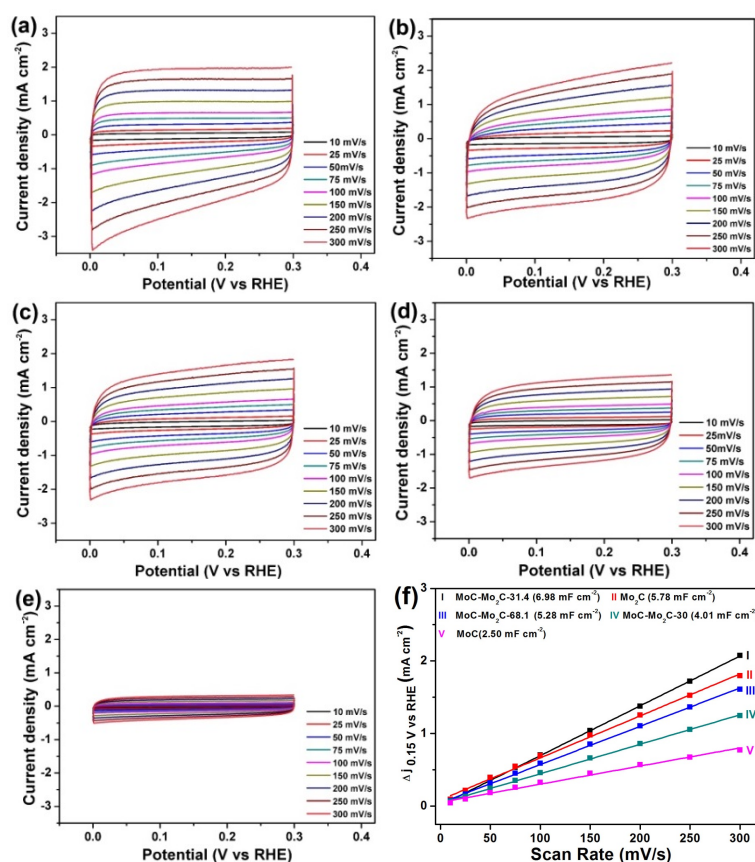 (a)
Current density (mA cm-2)
3
2
1
0
-1
-2
-3
10 mV/s
25 mV/s
50mV/s
75 mV/s
100 mV/s
150 mV/s
200 mV/s
250 mV/s
300 mV/s
0.0 0.1 0.2 0.3 0.4
Potential (V vs RHE)
(b)
Current density (mA cm-2)
3
2
1
0
-1
-2
-3
10 mV/s
25 mV/s
50 mV/s
75 mV/s
100 mV/s
150 mV/s
200 mV/s
250 mV/s
300 mV/s
0.0 0.1 0.2 0.3 0.4
Potential (V vs RHE)
(c)
Current density (mA cm-2)
3
2
1
0
-1
-2
-3
10 mV/s
25 mV/s
50 mV/s
75 mV/s
100 mV/s
150 mV/s
200 mV/s
250 mV/s
300 mV/s
0.0 0.1 0.2 0.3 0.4
Potential (V vs RHE)
(d)
Current density (mA cm-2)
3
2
1
0
-1
-2
-3
10 mV/s
25mV/s
50mV/s
75 mV/s
100 mV/s
150 mV/s
200 mV/s
250 mV/s
300 mV/s
0.0 0.1 0.2 0.3 0.4
Potential (V vs RHE)
(e)
Current density (mA cm-2)
3
2
1
0
-1
-2
-3
10 mV/s
25 mV/s
50 mV/s
75 mV/s
100 mV/s
150 mV/s
200 mV/s
250 mV/s
300 mV/s
0.0 0.1 0.2 0.3 0.4
Potential (V vs RHE)
(f)
I MoC-Mo2C-31.4 (6.98 mF cm-2) II Mo2C (5.78 mF cm-2)
III MoC-Mo2C-68.1 (5.28 mF cm-2) IV MoC-Mo2C-30 (4.01 mF cm-2
V MoC(2.50 mF cm-2)
Δj 0.15 V vs RHE (mA cm-2)
3
2
1
0
I
II
III
IV
V
0 50 100 150 200 250 300
Scan Rate (mV/s)